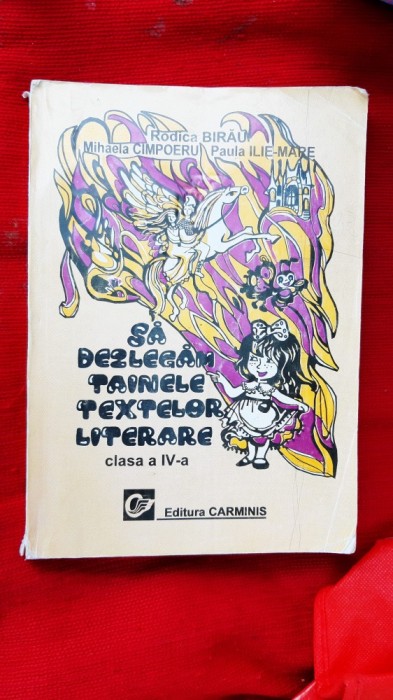 Rodica BIRĂU
Mihaela CIMPOERU Paula ILIE-MARE
SĂ
DEZLEGĂM
TAINELE
TEXTELOR
LITERARE
clasa a IV-a
Editura CARMINIS